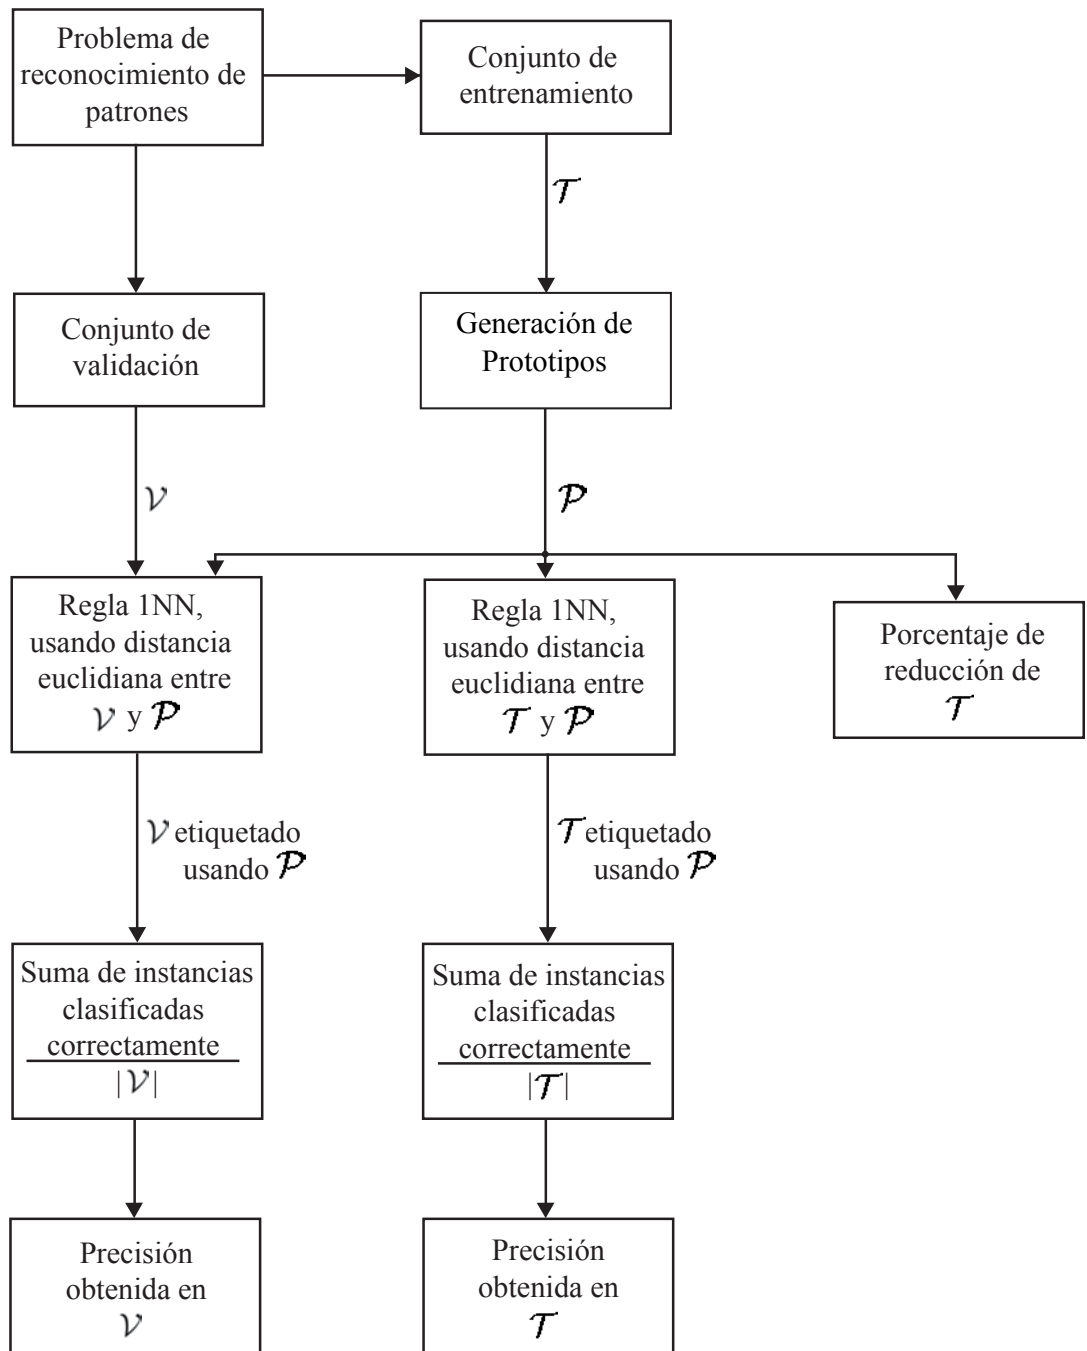 Problema de
reconocimiento de
patrones
Conjunto de
entrenamiento
𝒯
Conjunto de
validación
Generación de
Prototipos
𝒱
𝒫
Regla 1NN,
usando distancia
euclidiana entre
𝒱 y 𝒫
Regla 1NN,
usando distancia
euclidiana entre
𝒯 y 𝒫
Porcentaje de
reducción de
𝒯
𝒱 etiquetado
usando 𝒫
𝒯 etiquetado
usando 𝒫
Suma de instancias
clasificadas
correctamente
|𝒱|
Suma de instancias
clasificadas
correctamente
|𝒯|
Precisión
obtenida en
𝒱
Precisión
obtenida en
𝒯